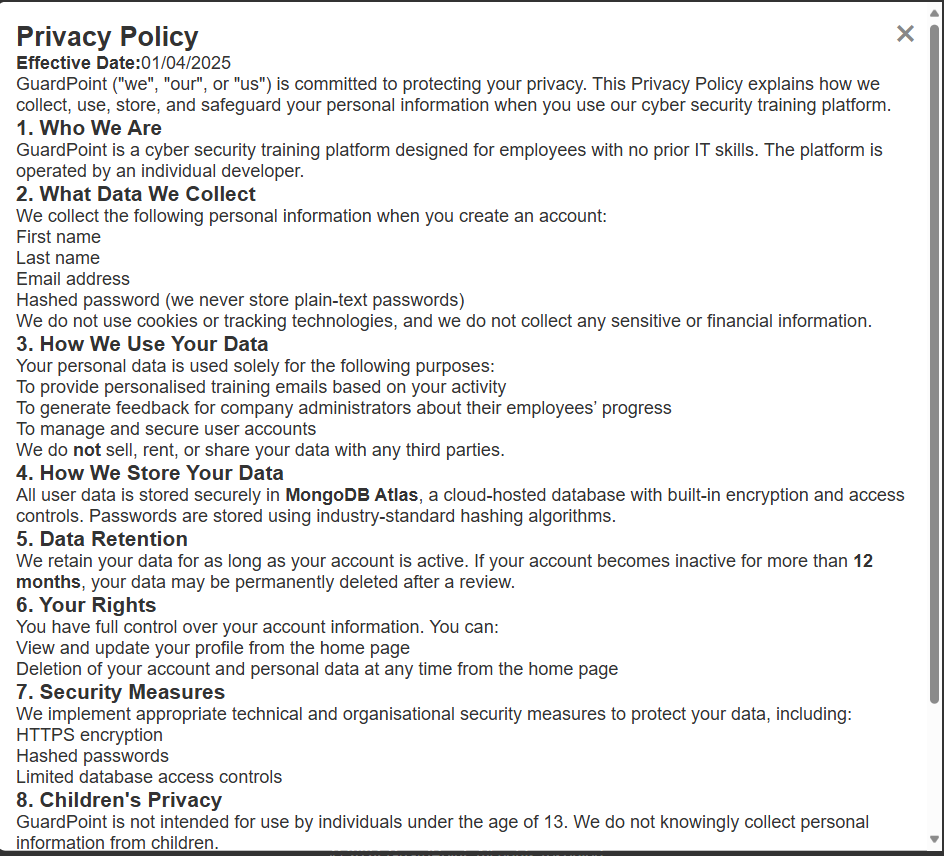 Privacy Policy
Effective Date:01/04/2025
GuardPoint ("we", "our", or "us") is committed to protecting your privacy. This Privacy Policy explains how we
collect, use, store, and safeguard your personal information when you use our cyber security training platform.
1. Who We Are
GuardPoint is a cyber security training platform designed for employees with no prior IT skills. The platform is
operated by an individual developer.
2. What Data We Collect
We collect the following personal information when you create an account:
First name
Last name
Email address
Hashed password (we never store plain-text passwords)
We do not use cookies or tracking technologies, and we do not collect any sensitive or financial information.
3. How We Use Your Data
Your personal data is used solely for the following purposes:
To provide personalised training emails based on your activity
To generate feedback for company administrators about their employees’ progress
To manage and secure user accounts
We do not sell, rent, or share your data with any third parties.
4. How We Store Your Data
All user data is stored securely in MongoDB Atlas, a cloud-hosted database with built-in encryption and access
controls. Passwords are stored using industry-standard hashing algorithms.
5. Data Retention
We retain your data for as long as your account is active. If your account becomes inactive for more than 12
months, your data may be permanently deleted after a review.
6. Your Rights
You have full control over your account information. You can:
View and update your profile from the home page
Deletion of your account and personal data at any time from the home page
7. Security Measures
We implement appropriate technical and organisational security measures to protect your data, including:
HTTPS encryption
Hashed passwords
Limited database access controls
8. Children's Privacy
GuardPoint is not intended for use by individuals under the age of 13. We do not knowingly collect personal
information from children.